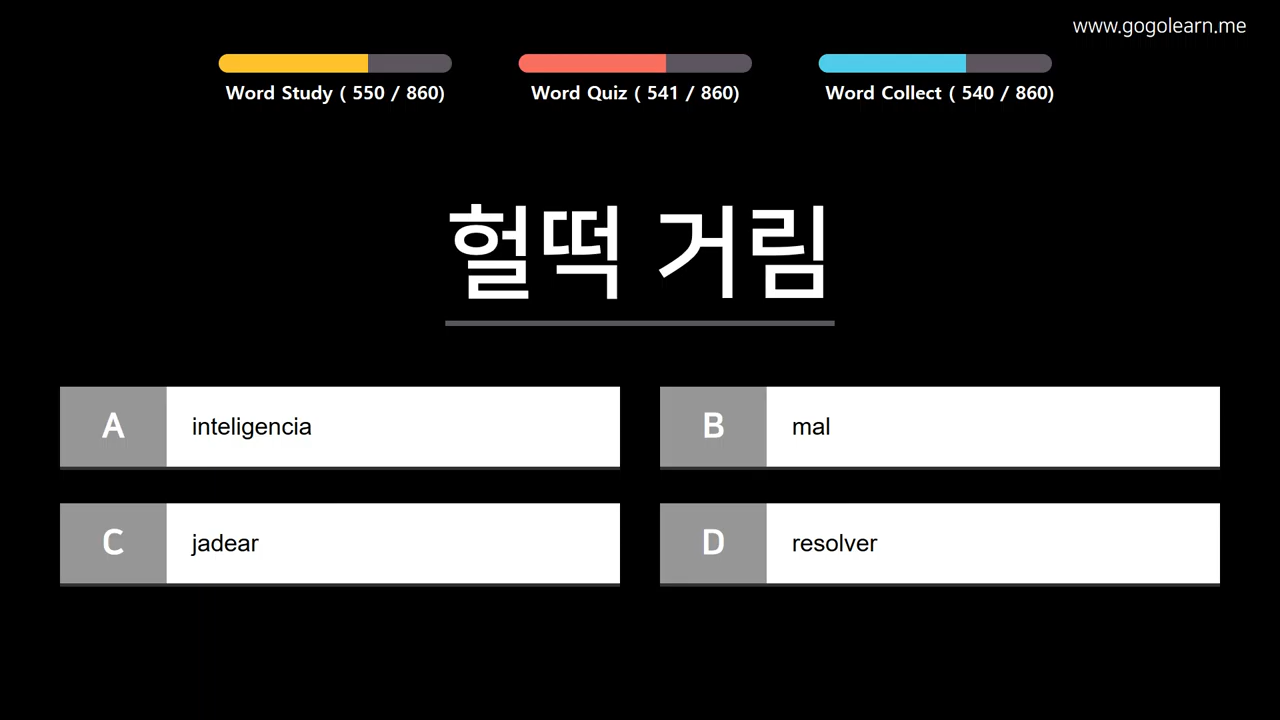 www.gogolearn.me
Word Study ( 550 / 860)
Word Quiz ( 541 / 860)
Word Collect ( 540 / 860)
헐떡 거림
A inteligencia
B mal
C jadear
D resolver